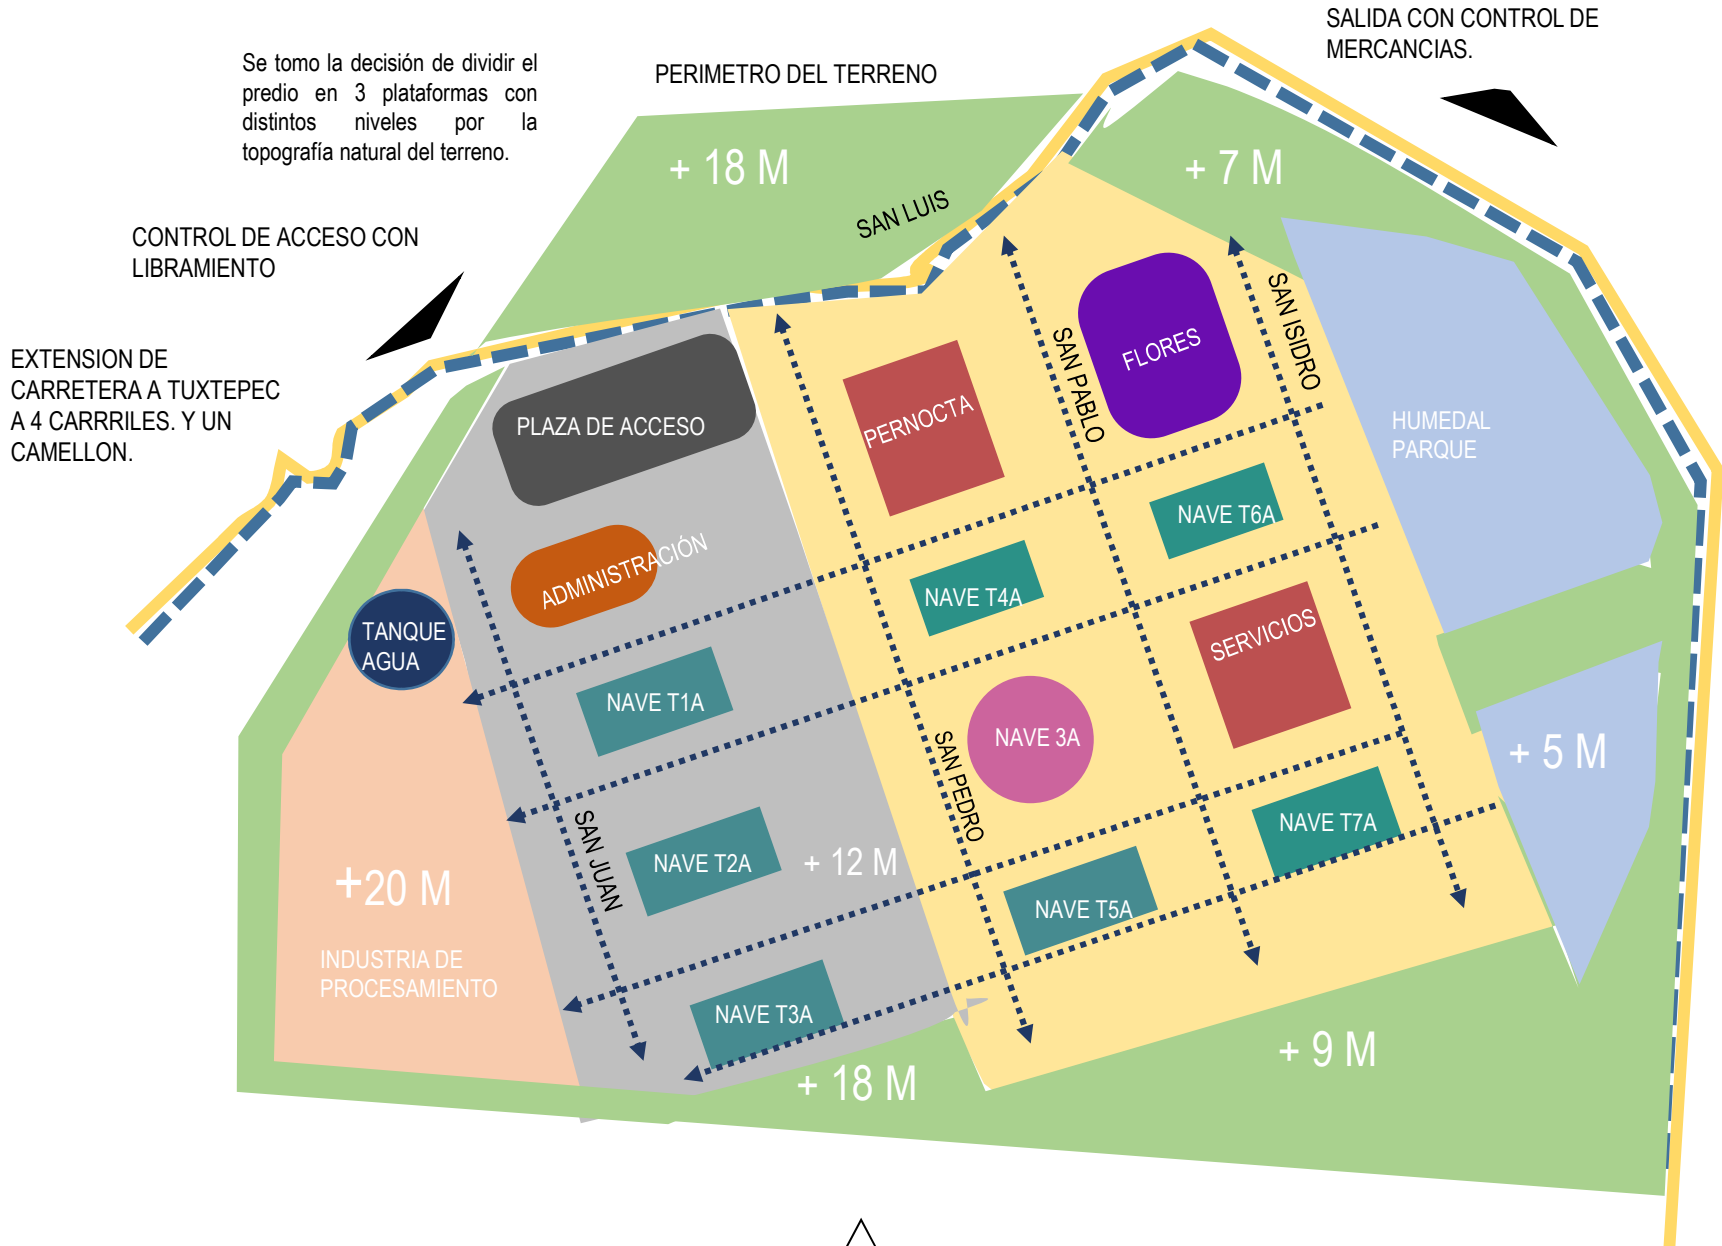 SALIDA CON CONTROL DE
MERCANCIAS.
Se tomo la decisión de dividir el
predio en 3 plataformas con
distintos niveles por la
topografía natural del terreno.
PERIMETRO DEL TERRENO
+ 18 M
+ 7 M
SAN LUIS
CONTROL DE ACCESO CON
LIBRAMIENTO
EXTENSION DE
CARRETERA A TUXTEPEC
A 4 CARRRILES. Y UN
CAMELLON.
SAN ISIDRO
FLORES
SAN PABLO
PLAZA DE ACCESO
PERNOCTA
HUMEDAL
PARQUE
NAVE T6A
ADMINISTRACIÓN
NAVE T4A
TANQUE
AGUA
SERVICIOS
NAVE T1A
NAVE 3A
+ 5 M
SAN PEDRO
NAVE T7A
SAN JUAN
NAVE T2A
+ 12 M
+20 M
NAVE T5A
INDUSTRIA DE
PROCESAMIENTO
NAVE T3A
+ 9 M
+ 18 M